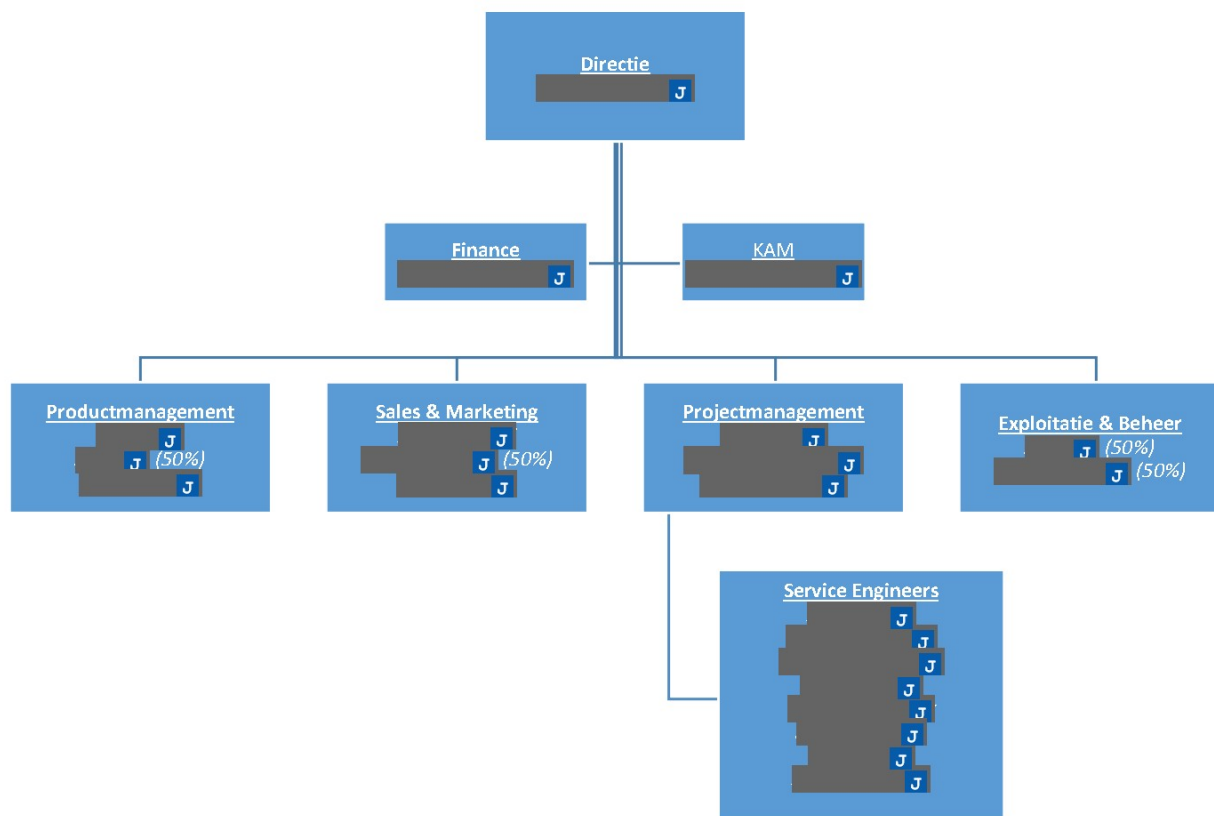 Directie
J
Finance
J
KAM
J
Productmanagement
J
J (50%)
J
Sales & Marketing
J
J (50%)
J
Projectmanagement
J
J
J
Exploitatie & Beheer
J (50%)
J (50%)
Service Engineers
J
J
J
J
J
J
J
J